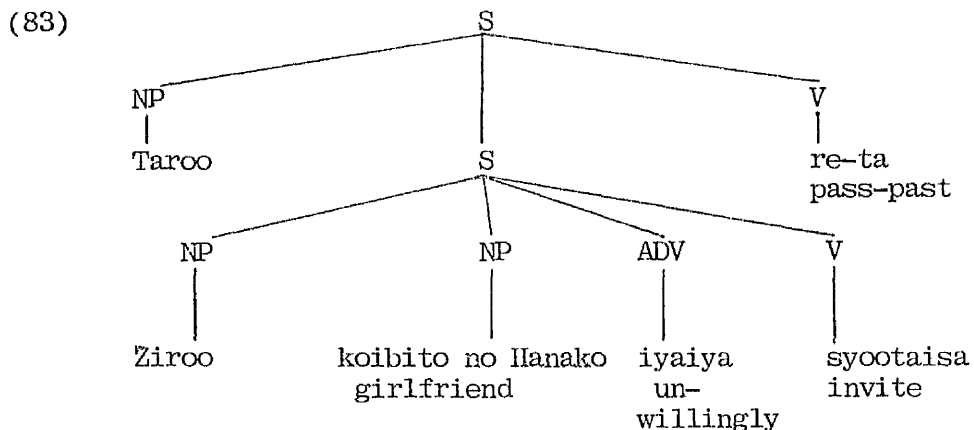 (83) S
NP V
Taroo S re-ta
pass-past
NP NP ADV V
Ziroo koibito no Hanako iyaiya syootaisa
girlfriend un- invite
willingly